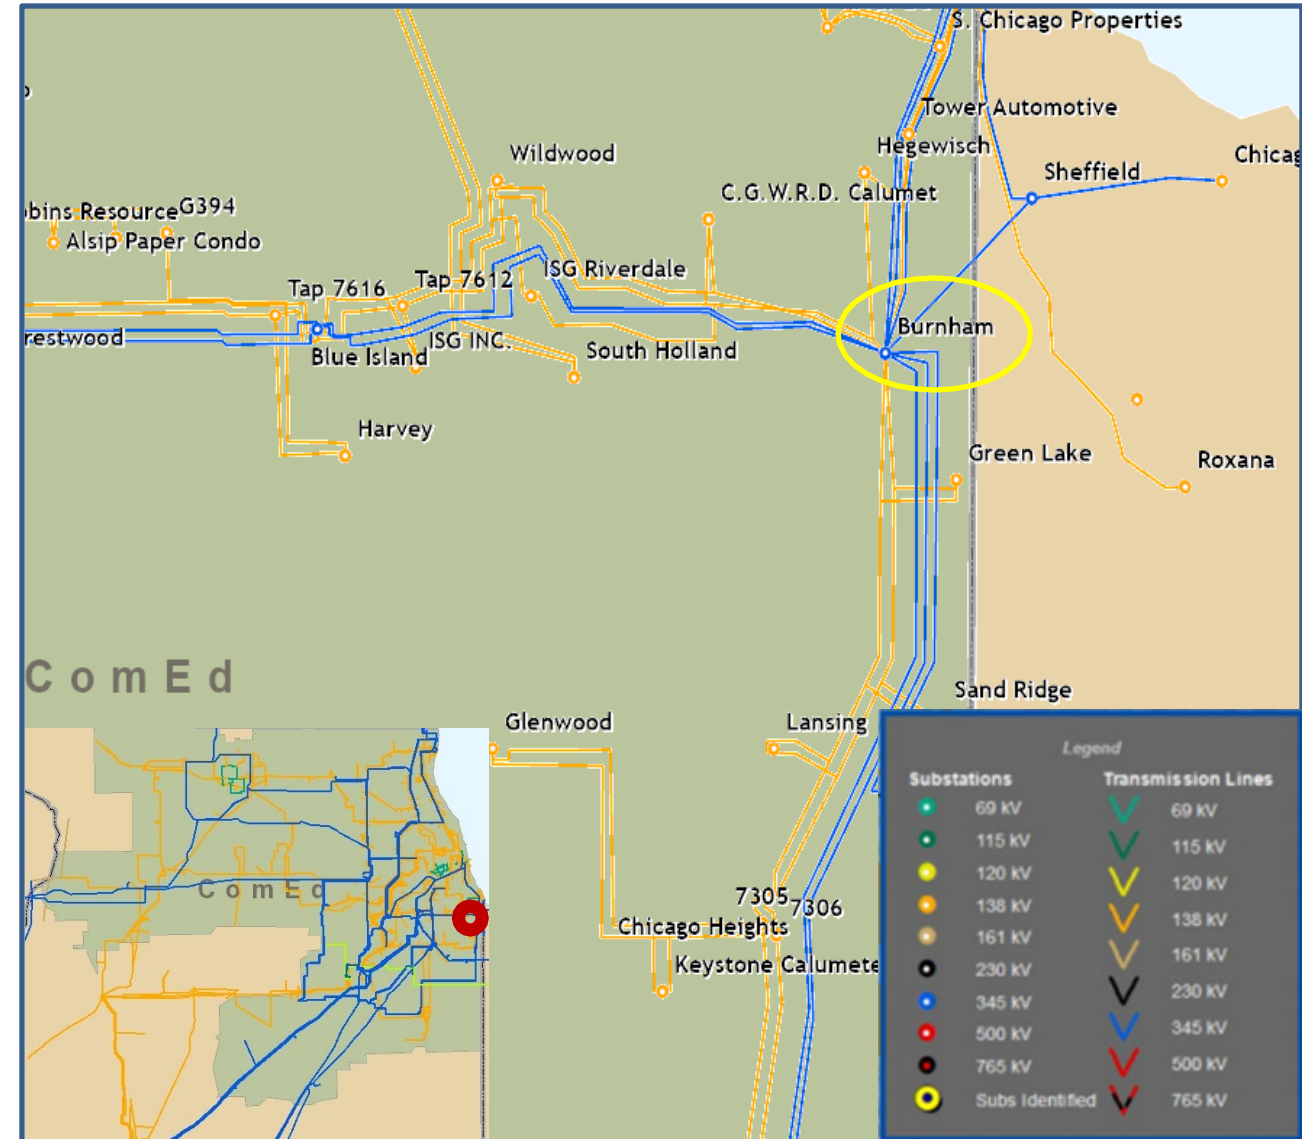 S. Chicago Properties
Tower Automotive
Hegewisch
Wildwood
Sheffield
C.G.W.R.D. Calumet
G394
Alsip Paper Condo
Tap 7616
Tap 7612
ISG Riverdale
Burnham
restwood
Blue Island
ISG INC.
South Holland
Harvey
Green Lake
Roxana
ComEd
Sand Ridge
Glenwood
Lansing
7305
7306
Chicago Heights
Keystone Calumete
ComEd
Legend
Substations
69 kV
115 kV
120 kV
138 kV
161 kV
230 kV
345 kV
500 kV
765 kV
Subs Identified
Transmission Lines
69 kV
115 kV
120 kV
138 kV
161 kV
230 kV
345 kV
500 kV
765 kV